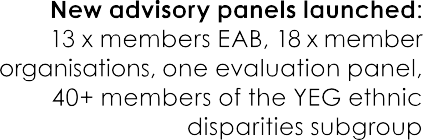 New advisory panels launched:
13 x members EAB, 18 x member
organisations, one evaluation panel,
40+ members of the YEG ethnic
disparities subgroup